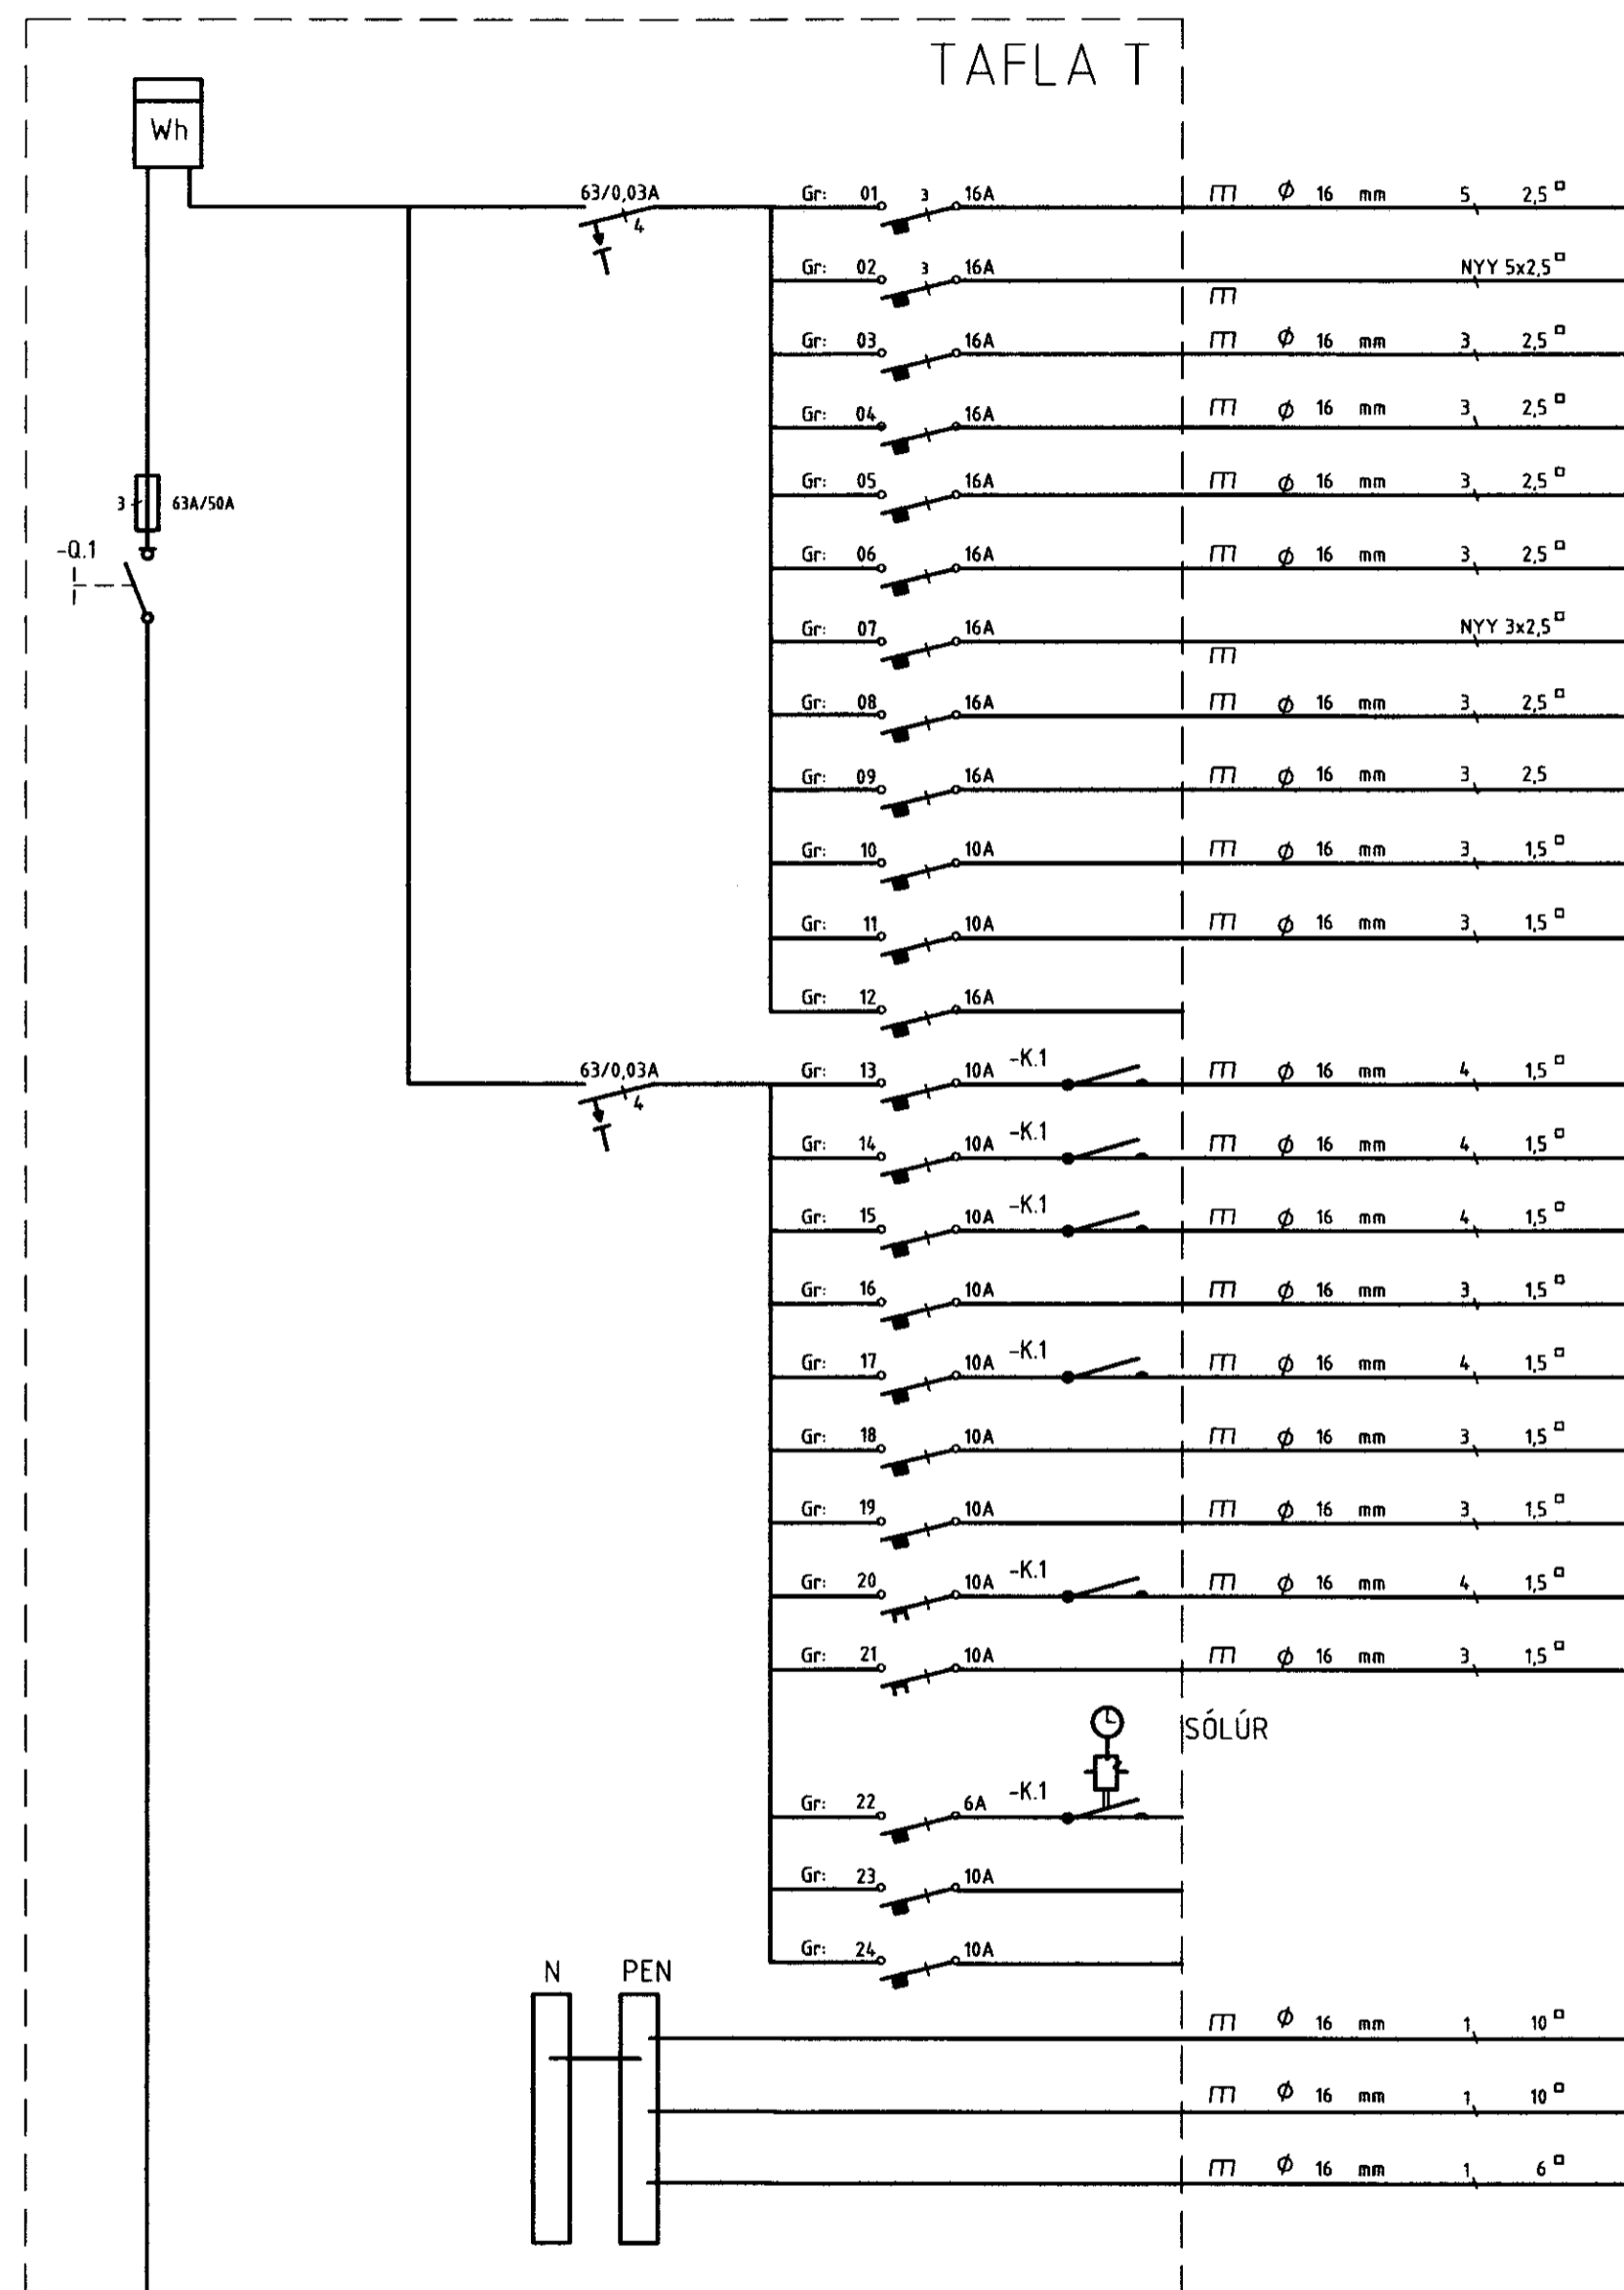 TAFLA T
Wh
63/0,03A
4
Gr: 01 3 16A Ø 16 mm 5 2,5
Gr: 02 3 16A NYY 5x2,5
Gr: 03 16A Ø 16 mm 3 2,5
Gr: 04 16A Ø 16 mm 3 2,5
3 63A/50A
Gr: 05 16A Ø 16 mm 3 2,5
-Q.1
Gr: 06 16A Ø 16 mm 3 2,5
Gr: 07 16A NYY 3x2,5
Gr: 08 16A Ø 16 mm 3 2,5
Gr: 09 16A Ø 16 mm 3 2,5
Gr: 10 10A Ø 16 mm 3 1,5
Gr: 11 10A Ø 16 mm 3 1,5
Gr: 12 16A
63/0,03A
4
Gr: 13 10A -K.1 Ø 16 mm 4 1,5
Gr: 14 10A -K.1 Ø 16 mm 4 1,5
Gr: 15 10A -K.1 Ø 16 mm 4 1,5
Gr: 16 10A Ø 16 mm 3 1,5
Gr: 17 10A -K.1 Ø 16 mm 4 1,5
Gr: 18 10A Ø 16 mm 3 1,5
Gr: 19 10A Ø 16 mm 3 1,5
Gr: 20 10A -K.1 Ø 16 mm 4 1,5
Gr: 21 10A Ø 16 mm 3 1,5
SÓLÚR
Gr: 22 6A -K.1
Gr: 23 10A
Gr: 24 10A
N PEN
Ø 16 mm 1 10
Ø 16 mm 1 10
Ø 16 mm 1 6